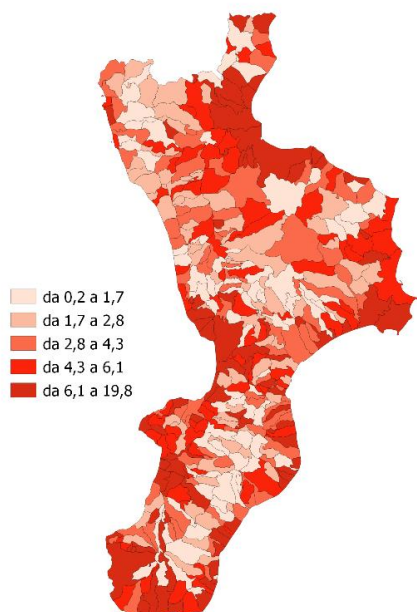 da 0,2 a 1,7
da 1,7 a 2,8
da 2,8 a 4,3
da 4,3 a 6,1
da 6,1 a 19,8